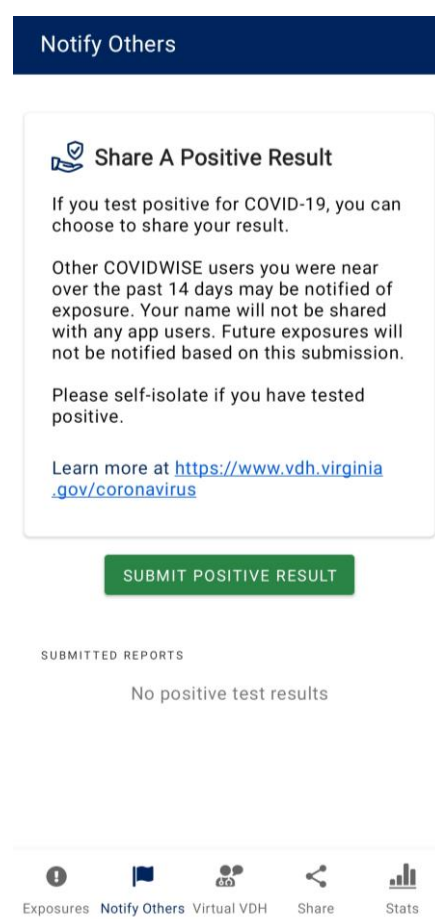 Notify Others
Share A Positive Result
If you test positive for COVID-19, you can
choose to share your result.
Other COVIDWISE users you were near
over the past 14 days may be notified of
exposure. Your name will not be shared
with any app users. Future exposures will
not be notified based on this submission.
Please self-isolate if you have tested
positive.
Learn more at https://www.vdh.virginia
.gov/coronavirus
SUBMIT POSITIVE RESULT
SUBMITTED REPORTS
No positive test results
Exposures Notify Others Virtual VDH Share Stats